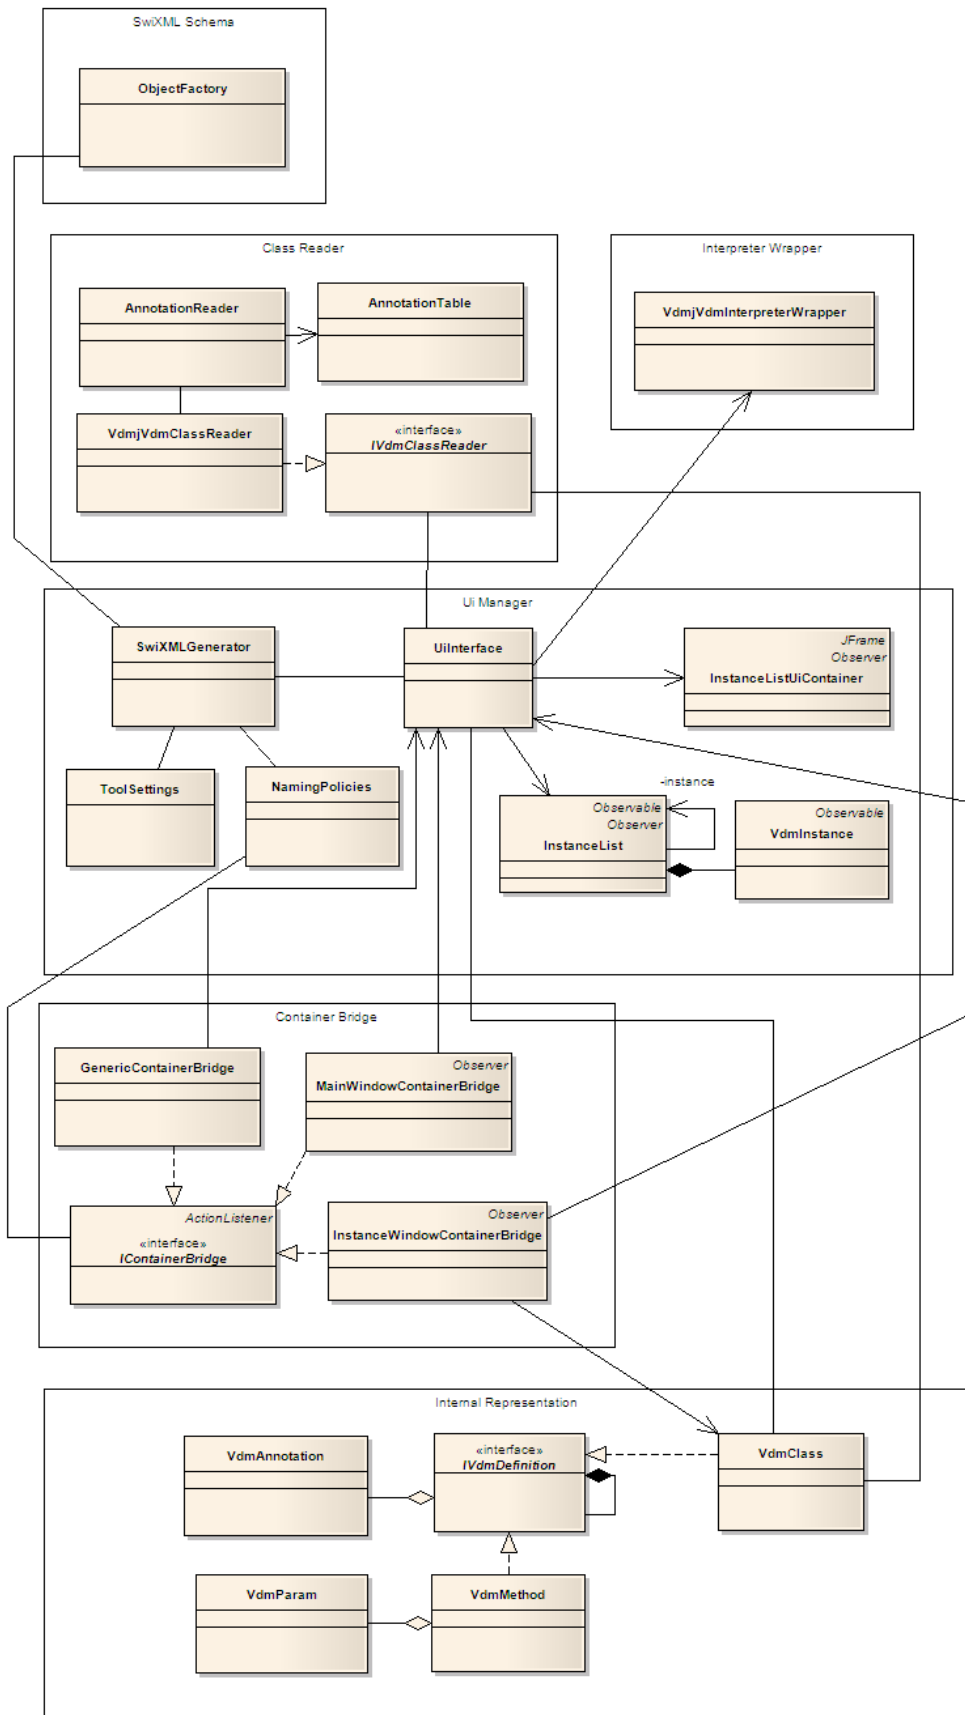 SwiXML Schema
ObjectFactory
Class Reader
AnnotationReader
AnnotationTable
VdmjVdmClassReader
«interface»
IVdmClassReader
Interpreter Wrapper
VdmjVdmInterpreterWrapper
Ui Manager
SwiXMLGenerator
UiInterface
JFrame
Observer
InstanceListUiContainer
ToolSettings
NamingPolicies
-instance
Observable
Observer
InstanceList
Observable
VdmInstance
Container Bridge
GenericContainerBridge
Observer
MainWindowContainerBridge
ActionListener
«interface»
IContainerBridge
Observer
InstanceWindowContainerBridge
Internal Representation
VdmAnnotation
«interface»
IVdmDefinition
VdmClass
VdmParam
VdmMethod